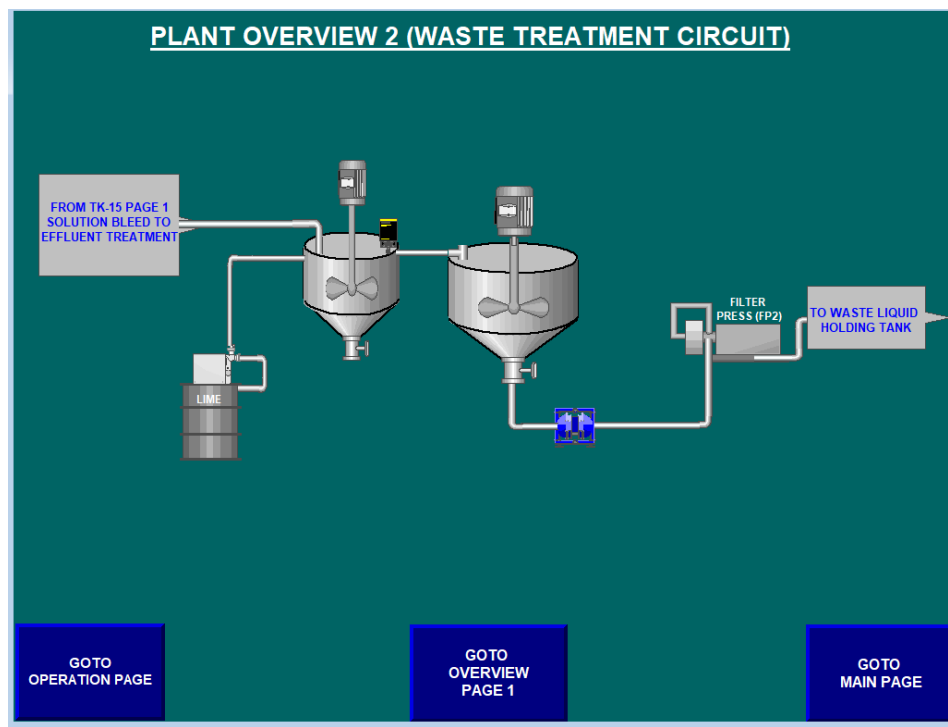 PLANT OVERVIEW 2 (WASTE TREATMENT CIRCUIT)
FROM TK-15 PAGE 1
SOLUTION BLEED TO
EFFLUENT TREATMENT
LIME
FILTER
PRESS (FP2)
TO WASTE LIQUID
HOLDING TANK
GOTO
OPERATION PAGE
GOTO
OVERVIEW
PAGE 1
GOTO
MAIN PAGE